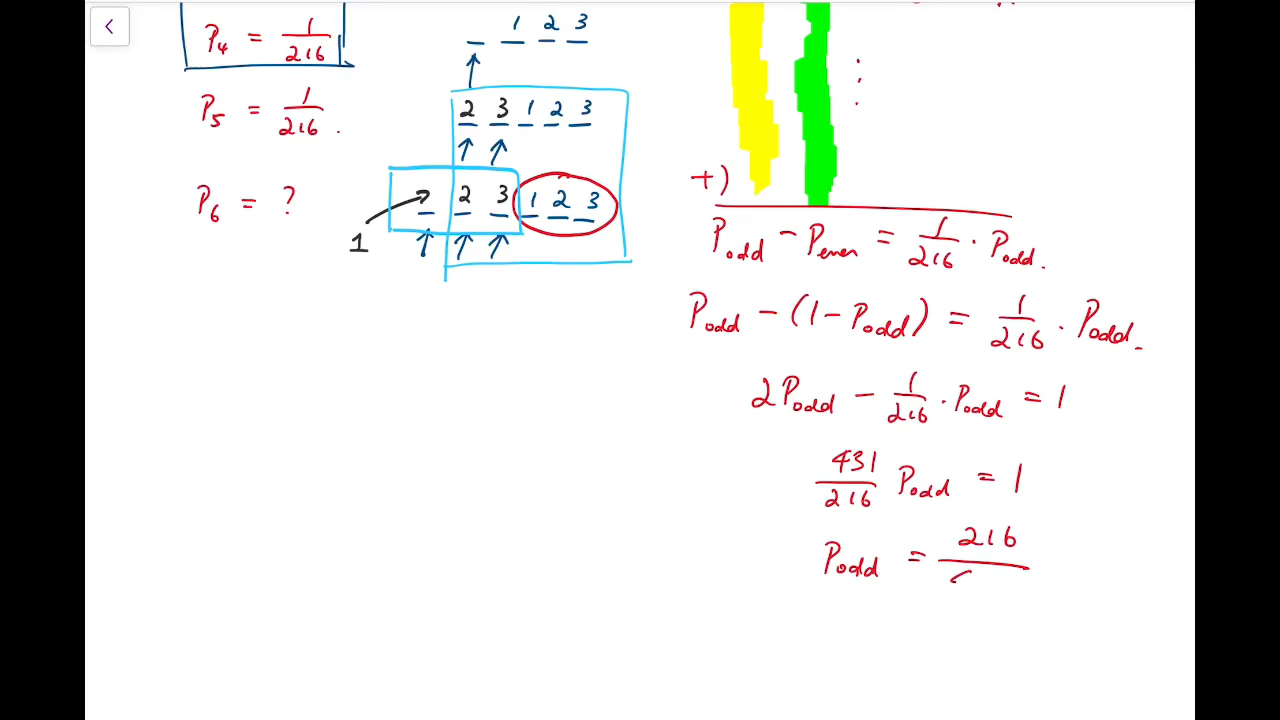 P4 = 1/216
P5 = 1/216 .
P6 = ?
_ 1 2 3
2 3 1 2 3
_ 2 3 1 2 3
1
⋮
+)
Podd - Peven = 1/216 · Podd.
Podd - (1 - Podd) = 1/216 · Podd.
2Podd - 1/216 · Podd = 1
431/216 Podd = 1
Podd = 216/